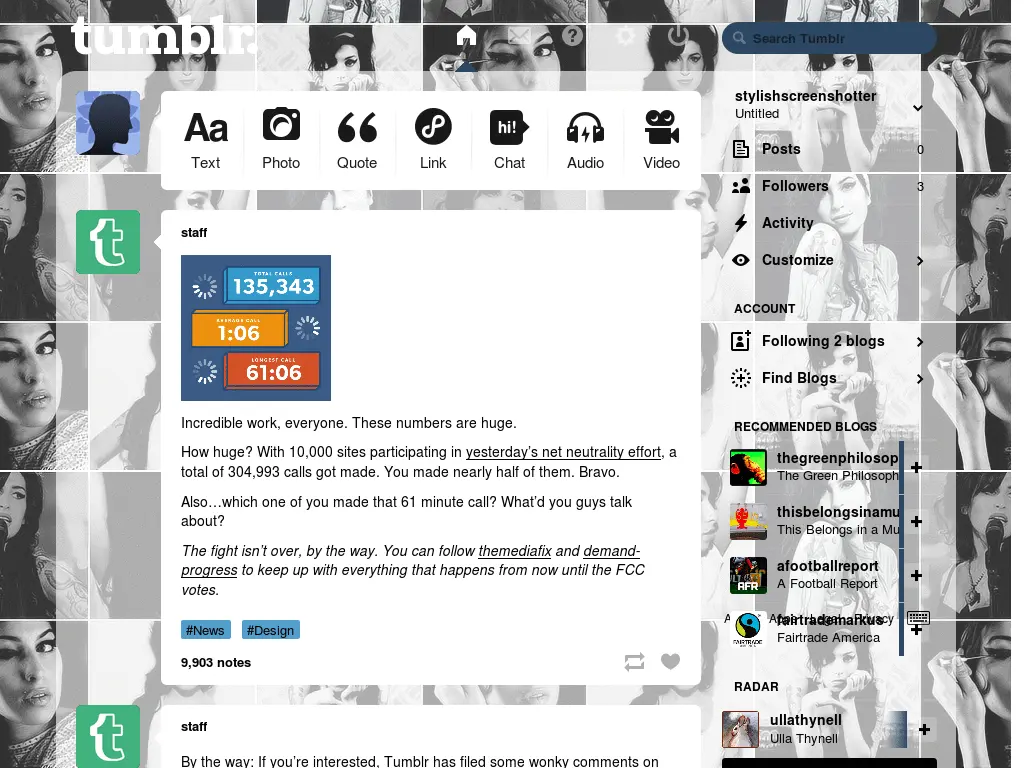 tumblr.
?
Search Tumblr
Aa
hi!
Text
Photo
Quote
Link
Chat
Audio
Video
stylishscreenshotter
Untitled
Posts
0
Followers
3
Activity
Customize
ACCOUNT
Following 2 blogs
Find Blogs
RECOMMENDED BLOGS
thegreenphilosop
The Green Philosoph
thisbelongsinamu
This Belongs in a Mu
afootballreport
A Football Report
AFR
fairtrademarkus
Fairtrade America
FAIRTRADE
Privacy
RADAR
ullathynell
Ulla Thynell
t
staff
TOTAL CALLS
135,343
AVERAGE CALL
1:06
LONGEST CALL
61:06
Incredible work, everyone. These numbers are huge.
How huge? With 10,000 sites participating in yesterday's net neutrality effort, a
total of 304,993 calls got made. You made nearly half of them. Bravo.
Also…which one of you made that 61 minute call? What'd you guys talk
about?
The fight isn't over, by the way. You can follow themediafix and demand-
progress to keep up with everything that happens from now until the FCC
votes.
#News #Design
9,903 notes
t
staff
By the way: If you're interested, Tumblr has filed some wonky comments on